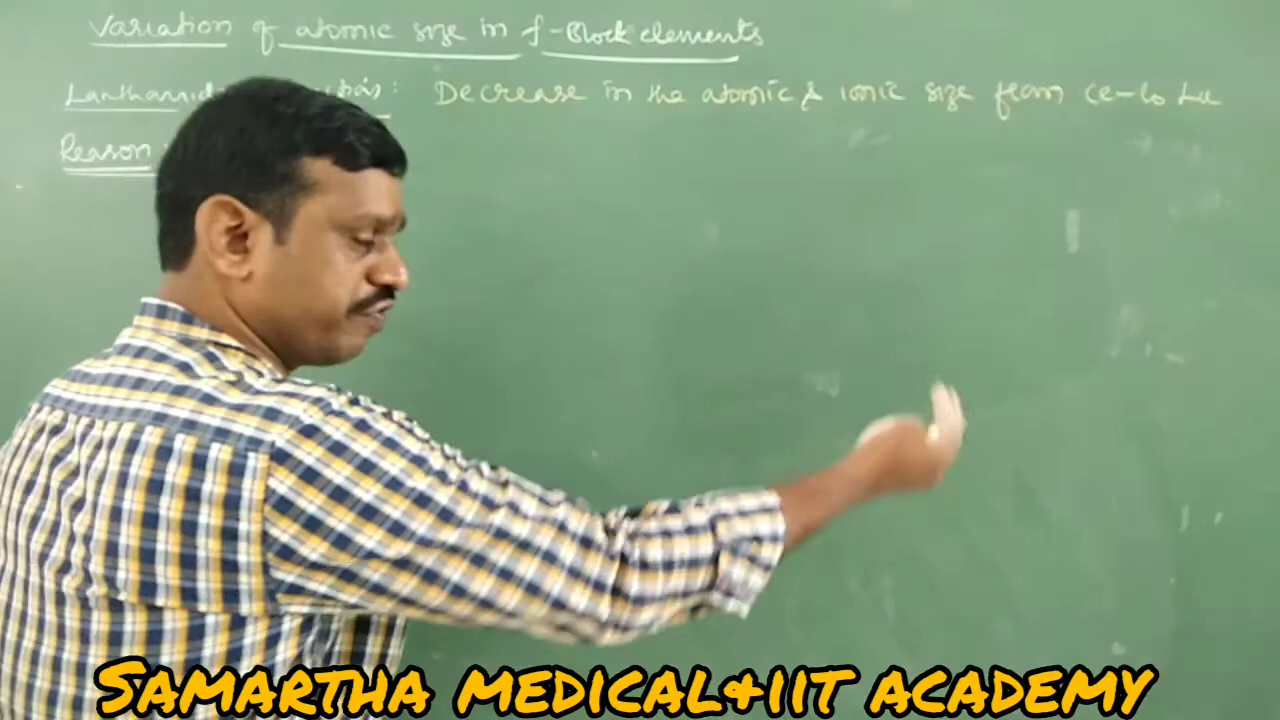 Variation of atomic size in f-Block elements
Decrease in the atomic & ionic size from Ce-to Lu
Reason:
SAMARTHA MEDICAL&IIT ACADEMY